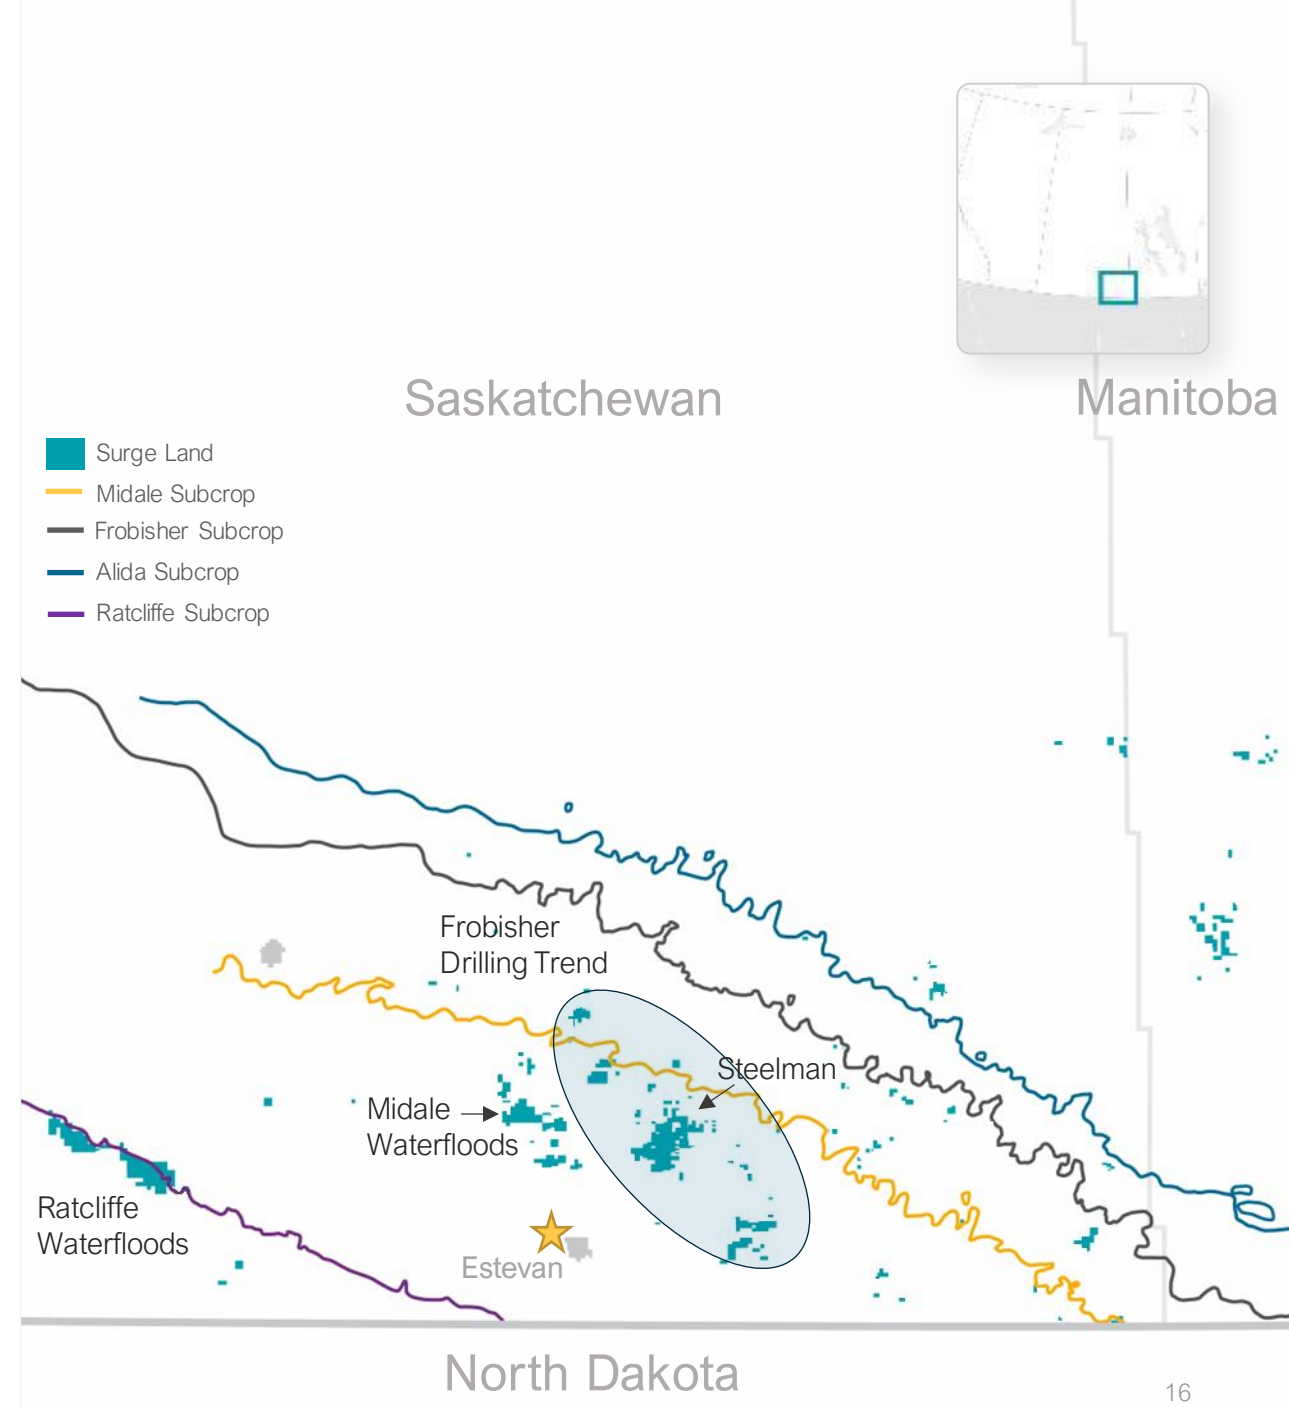 Saskatchewan
Manitoba
Surge Land
Midale Subcrop
Frobisher Subcrop
Alida Subcrop
Ratcliffe Subcrop
Frobisher
Drilling Trend
Steelman
Midale
Waterfloods
Ratcliffe
Waterfloods
Estevan
North Dakota
16